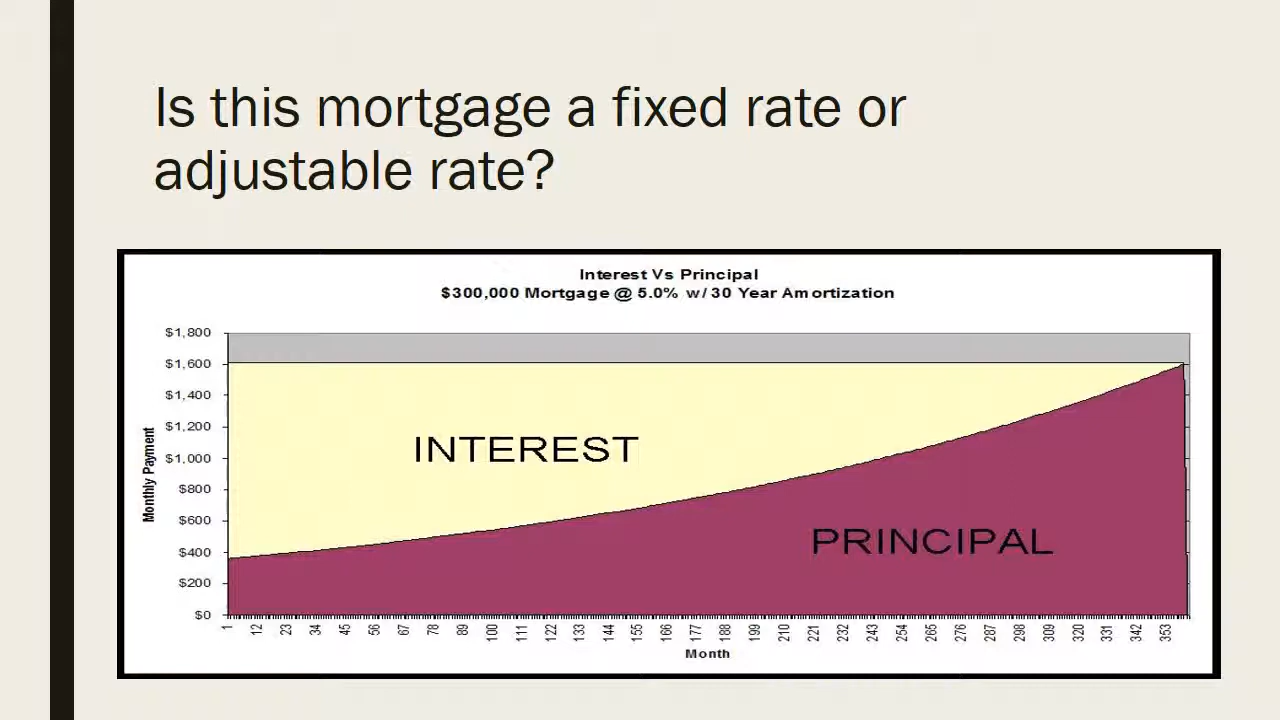 Is this mortgage a fixed rate or
adjustable rate?
Interest Vs Principal
$300,000 Mortgage @ 5.0% w/ 30 Year Amortization
$1,800
$1,600
$1,400
$1,200
$1,000
$800
$600
$400
$200
$0
Monthly Payment
INTEREST
PRINCIPAL
1 12 23 34 45 56 67 78 89 100 111 122 133 144 155 166 177 188 199 210 221 232 243 254 265 276 287 298 309 320 331 342 353
Month